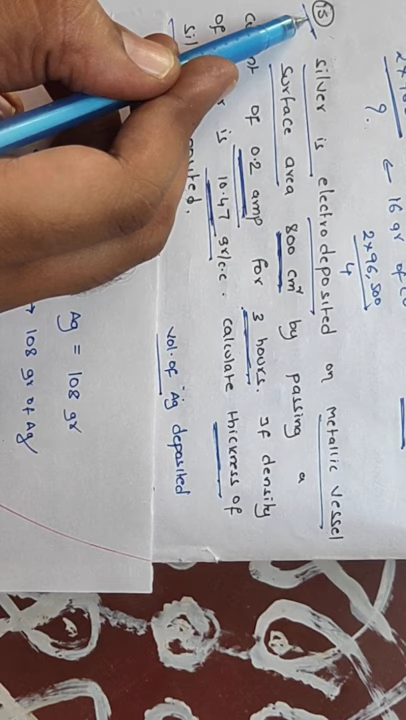 2×96,500
4
?. ← 16 gr of
(15) silver is electrodeposited on metallic vessel
surface area 800 cm² by passing a
of 0.2 amp for 3 hours. If density
of is 10.47 gr/c.c. calculate thickness of
vol. of Ag deposited
Ag = 108 gr
→ 108 gr of Ag